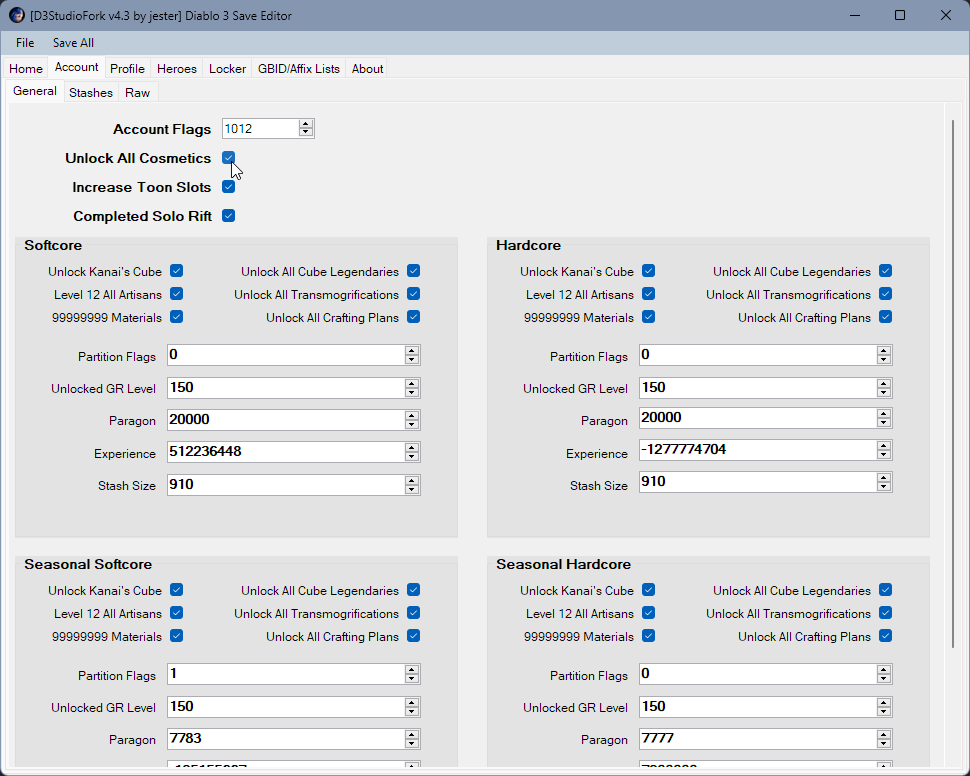 [D3StudioFork v4.3 by jester] Diablo 3 Save Editor
File Save All
Home Account Profile Heroes Locker GBID/Affix Lists About
General Stashes Raw
Account Flags 1012
Unlock All Cosmetics
Increase Toon Slots
Completed Solo Rift
Softcore
Unlock Kanai's Cube Unlock All Cube Legendaries
Level 12 All Artisans Unlock All Transmogrifications
99999999 Materials Unlock All Crafting Plans
Partition Flags 0
Unlocked GR Level 150
Paragon 20000
Experience 512236448
Stash Size 910
Hardcore
Unlock Kanai's Cube Unlock All Cube Legendaries
Level 12 All Artisans Unlock All Transmogrifications
99999999 Materials Unlock All Crafting Plans
Partition Flags 0
Unlocked GR Level 150
Paragon 20000
Experience -1277774704
Stash Size 910
Seasonal Softcore
Unlock Kanai's Cube Unlock All Cube Legendaries
Level 12 All Artisans Unlock All Transmogrifications
99999999 Materials Unlock All Crafting Plans
Partition Flags 1
Unlocked GR Level 150
Paragon 7783
Seasonal Hardcore
Unlock Kanai's Cube Unlock All Cube Legendaries
Level 12 All Artisans Unlock All Transmogrifications
99999999 Materials Unlock All Crafting Plans
Partition Flags 0
Unlocked GR Level 150
Paragon 7777